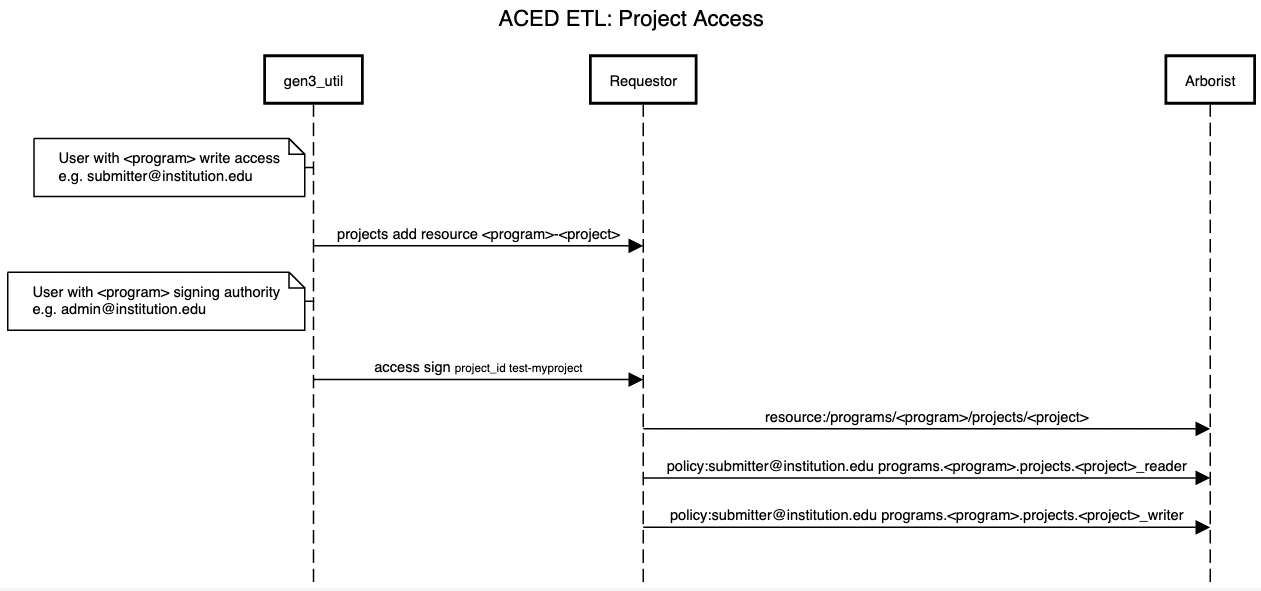 ACED ETL: Project Access
gen3_util
Requestor
Arborist
User with <program> write access
e.g. submitter@institution.edu
projects add resource <program>-<project>
User with <program> signing authority
e.g. admin@institution.edu
access sign project_id test-myproject
resource:/programs/<program>/projects/<project>
policy:submitter@institution.edu programs.<program>.projects.<project>_reader
policy:submitter@institution.edu programs.<program>.projects.<project>_writer